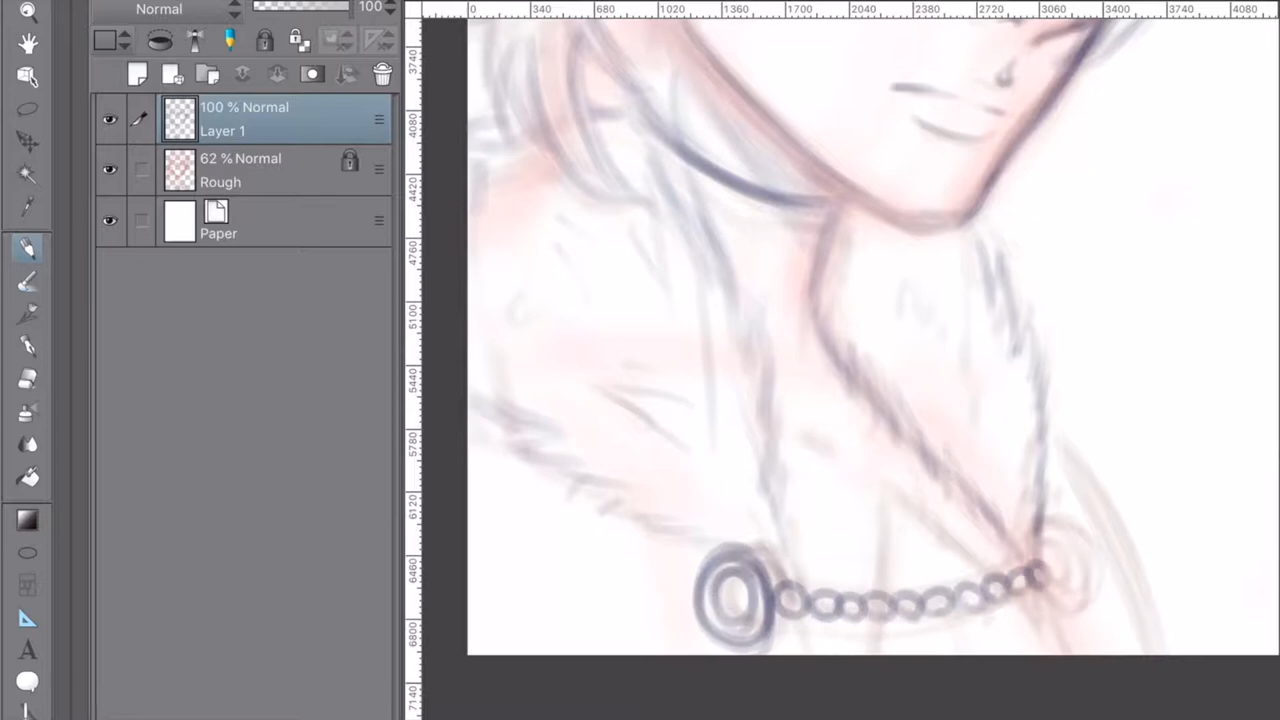 Normal
100
100 % Normal
Layer 1
62 % Normal
Rough
Paper
0 340 680 1020 1360 1700 2040 2380 2720 3060 3400 3740 4080
3740
4080
4420
4760
5100
5440
5780
6120
6460
6800
7140